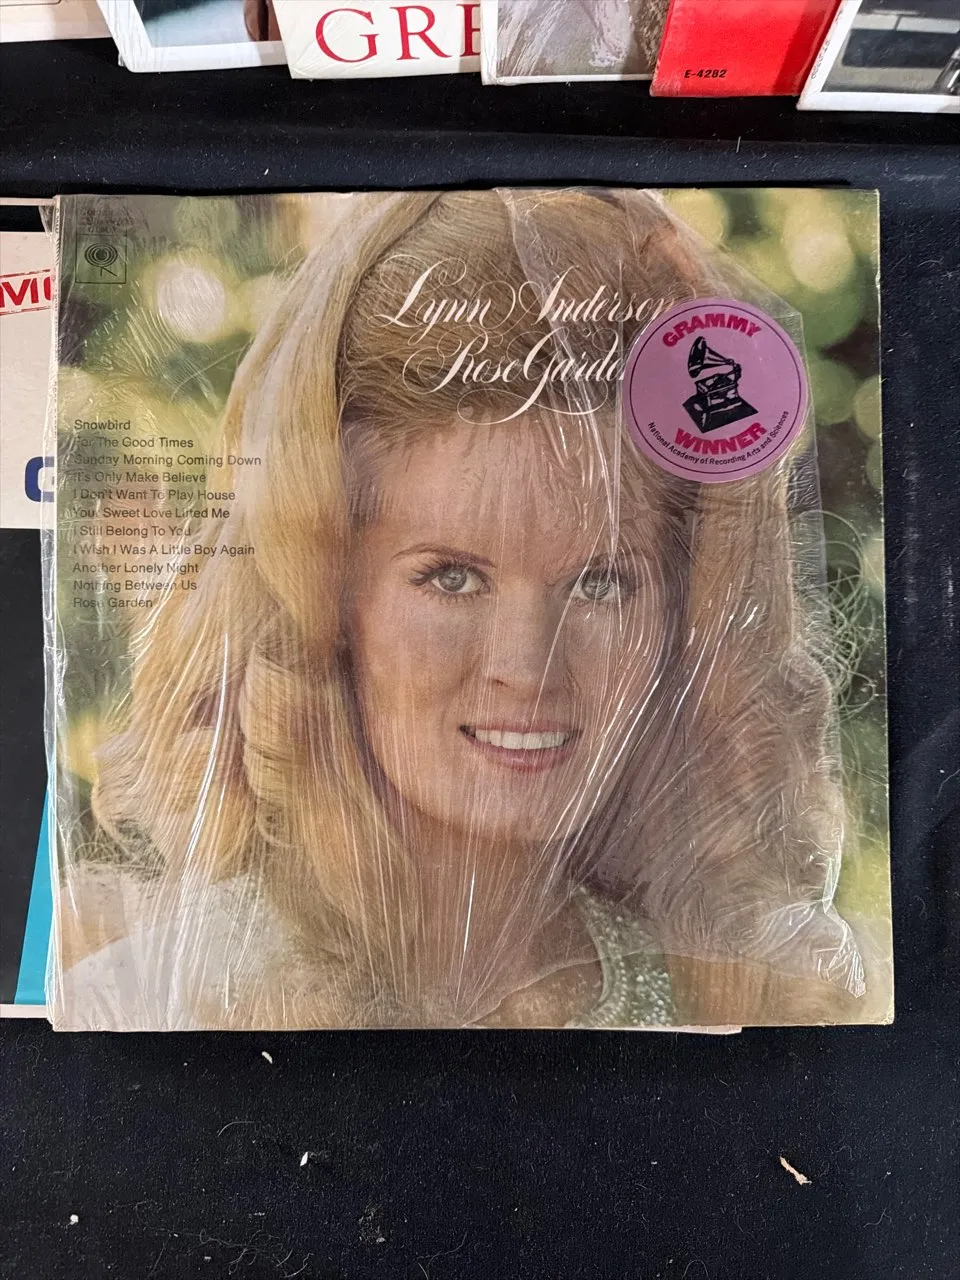 GRE
E-4282
Lynn Anderson
Rose Garden
GRAMMY
WINNER
National Academy of Recording Arts and Sciences
Snowbird
For The Good Times
Sunday Morning Coming Down
It's Only Make Believe
I Don't Want To Play House
Your Sweet Love Lifted Me
I Still Belong To You
I Wish I Was A Little Boy Again
Another Lonely Night
Nothing Between Us
Rose Garden